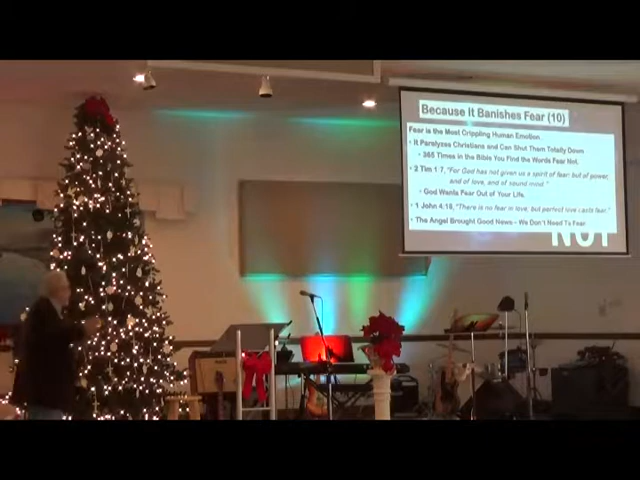 Because It Banishes Fear (10)
Fear is the Most Crippling Human Emotion.
• It Paralyzes Christians and Can Shut Them Totally Down
• 365 Times in the Bible You Find the Words Fear Not.
• 2 Tim 1:7, "For God has not given us a spirit of fear, but of power,
and of love, and of sound mind."
• God Wants Fear Out of Your Life.
• 1 John 4:18, "There is no fear in love; but perfect love casts fear."
• The Angel Brought Good News – We Don't Need To Fear
NOT